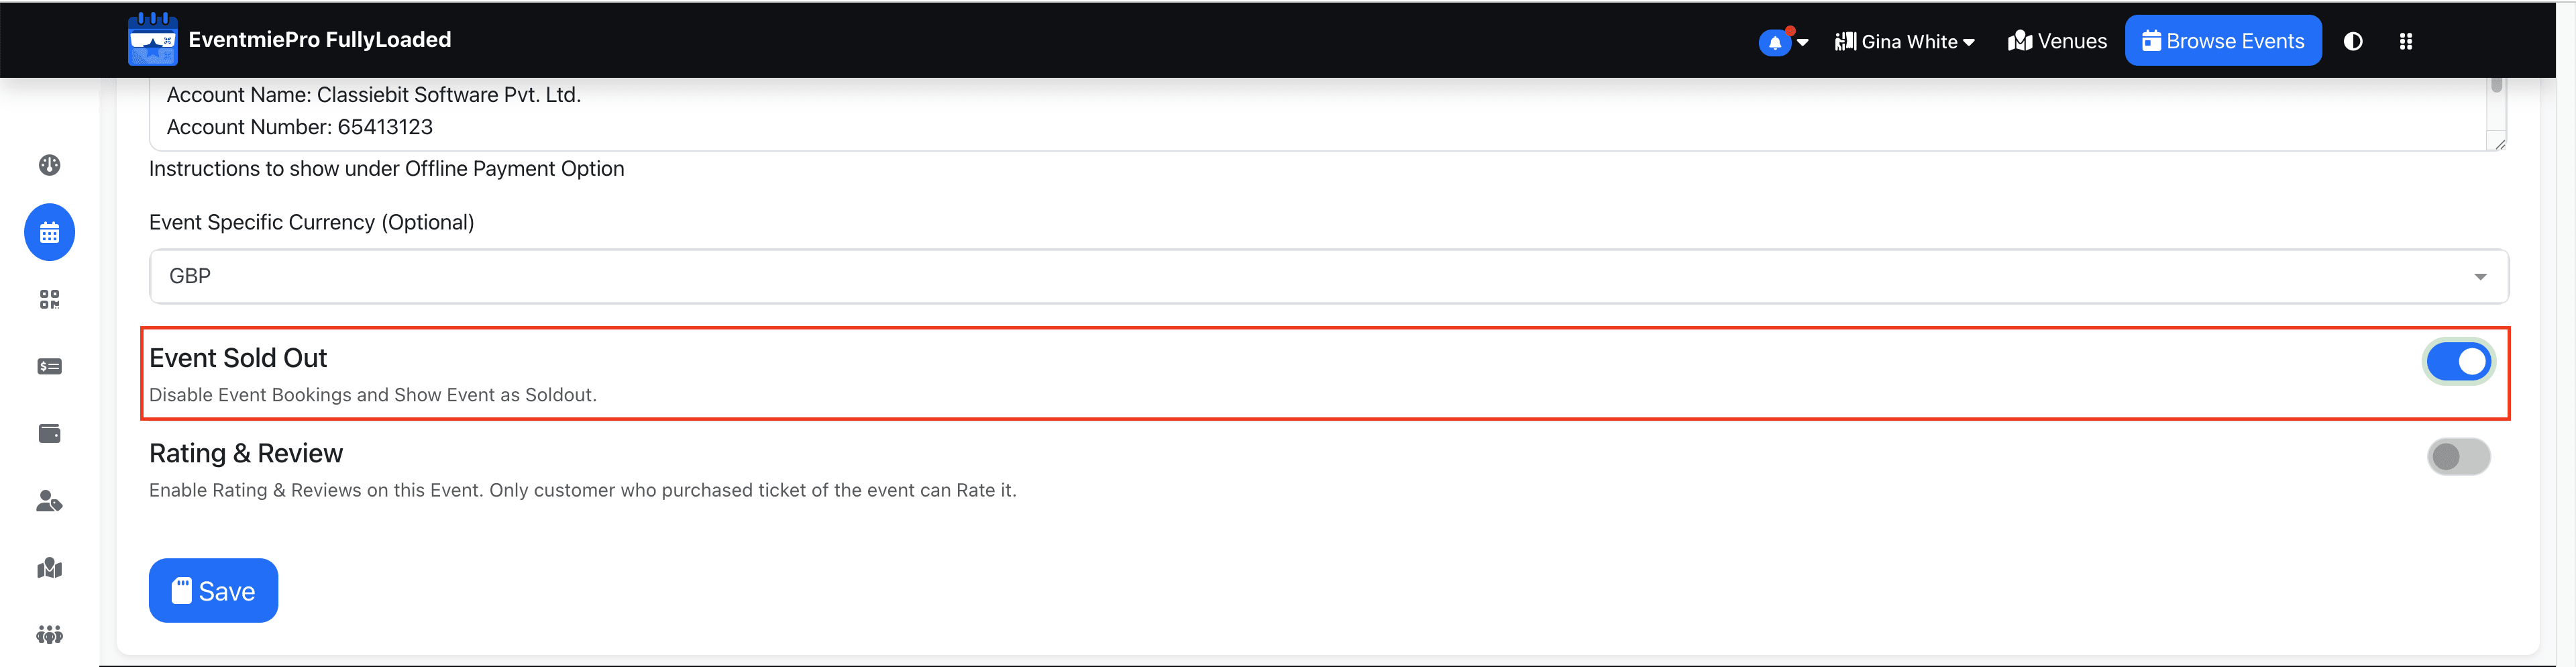 EventmiePro FullyLoaded
Gina White
Venues
Browse Events
Account Name: Classiebit Software Pvt. Ltd.
Account Number: 65413123
Instructions to show under Offline Payment Option
Event Specific Currency (Optional)
GBP
Event Sold Out
Disable Event Bookings and Show Event as Soldout.
Rating & Review
Enable Rating & Reviews on this Event. Only customer who purchased ticket of the event can Rate it.
Save